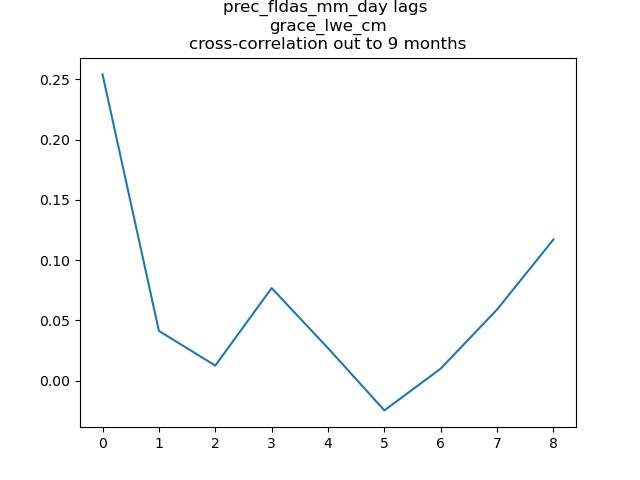 prec_fldas_mm_day lags
grace_lwe_cm
cross-correlation out to 9 months
0.25
0.20
0.15
0.10
0.05
0.00
0 1 2 3 4 5 6 7 8